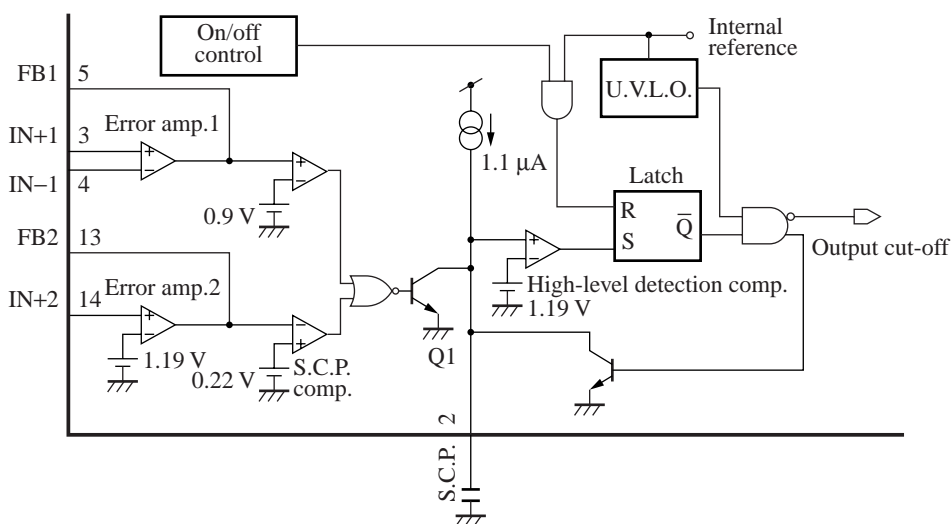 On/off
control
Internal
reference
U.V.L.O.
FB1
5
IN+1
3
Error amp.1
+
−
IN−1
4
+
−
0.9 V
1.1 µA
Latch
R
S
Q̅
Output cut-off
FB2
13
IN+2
14
Error amp.2
+
−
1.19 V
−
+
0.22 V
S.C.P.
comp.
Q1
+
−
High-level detection comp.
1.19 V
2
S.C.P.